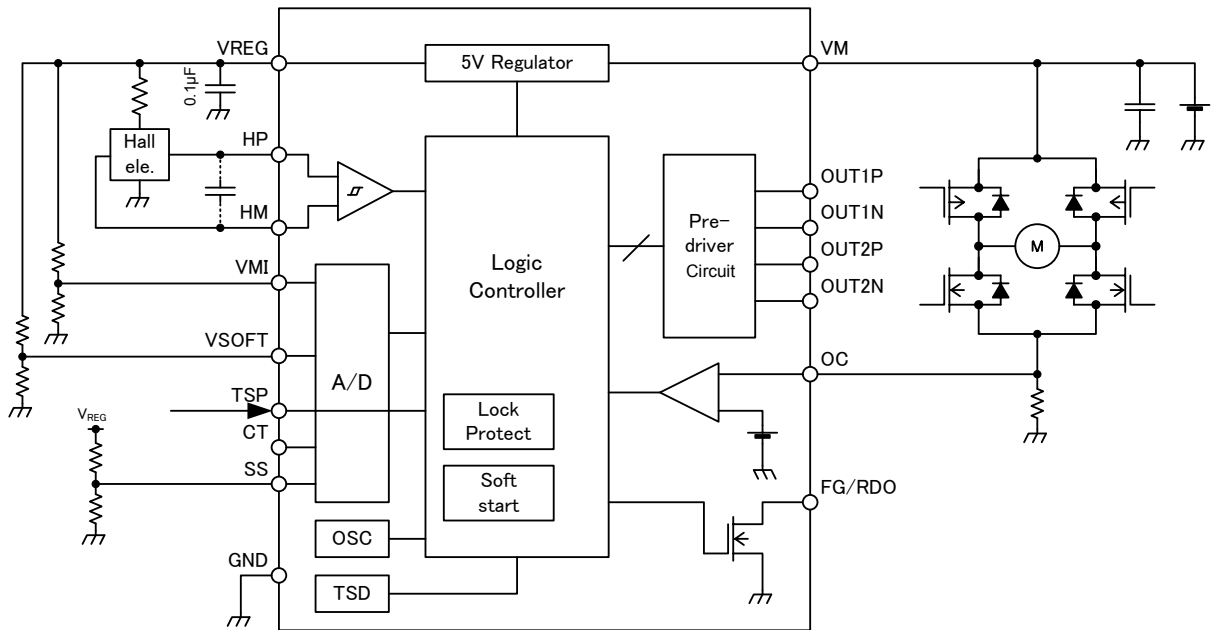 VREG
VM
5V Regulator
0.1μF
Hall
ele.
HP
HM
OUT1P
OUT1N
OUT2P
OUT2N
Pre-
driver
Circuit
M
Logic
Controller
VMI
VSOFT
A/D
OC
TSP
VREG
CT
SS
Lock
Protect
Soft
start
FG/RDO
OSC
GND
TSD